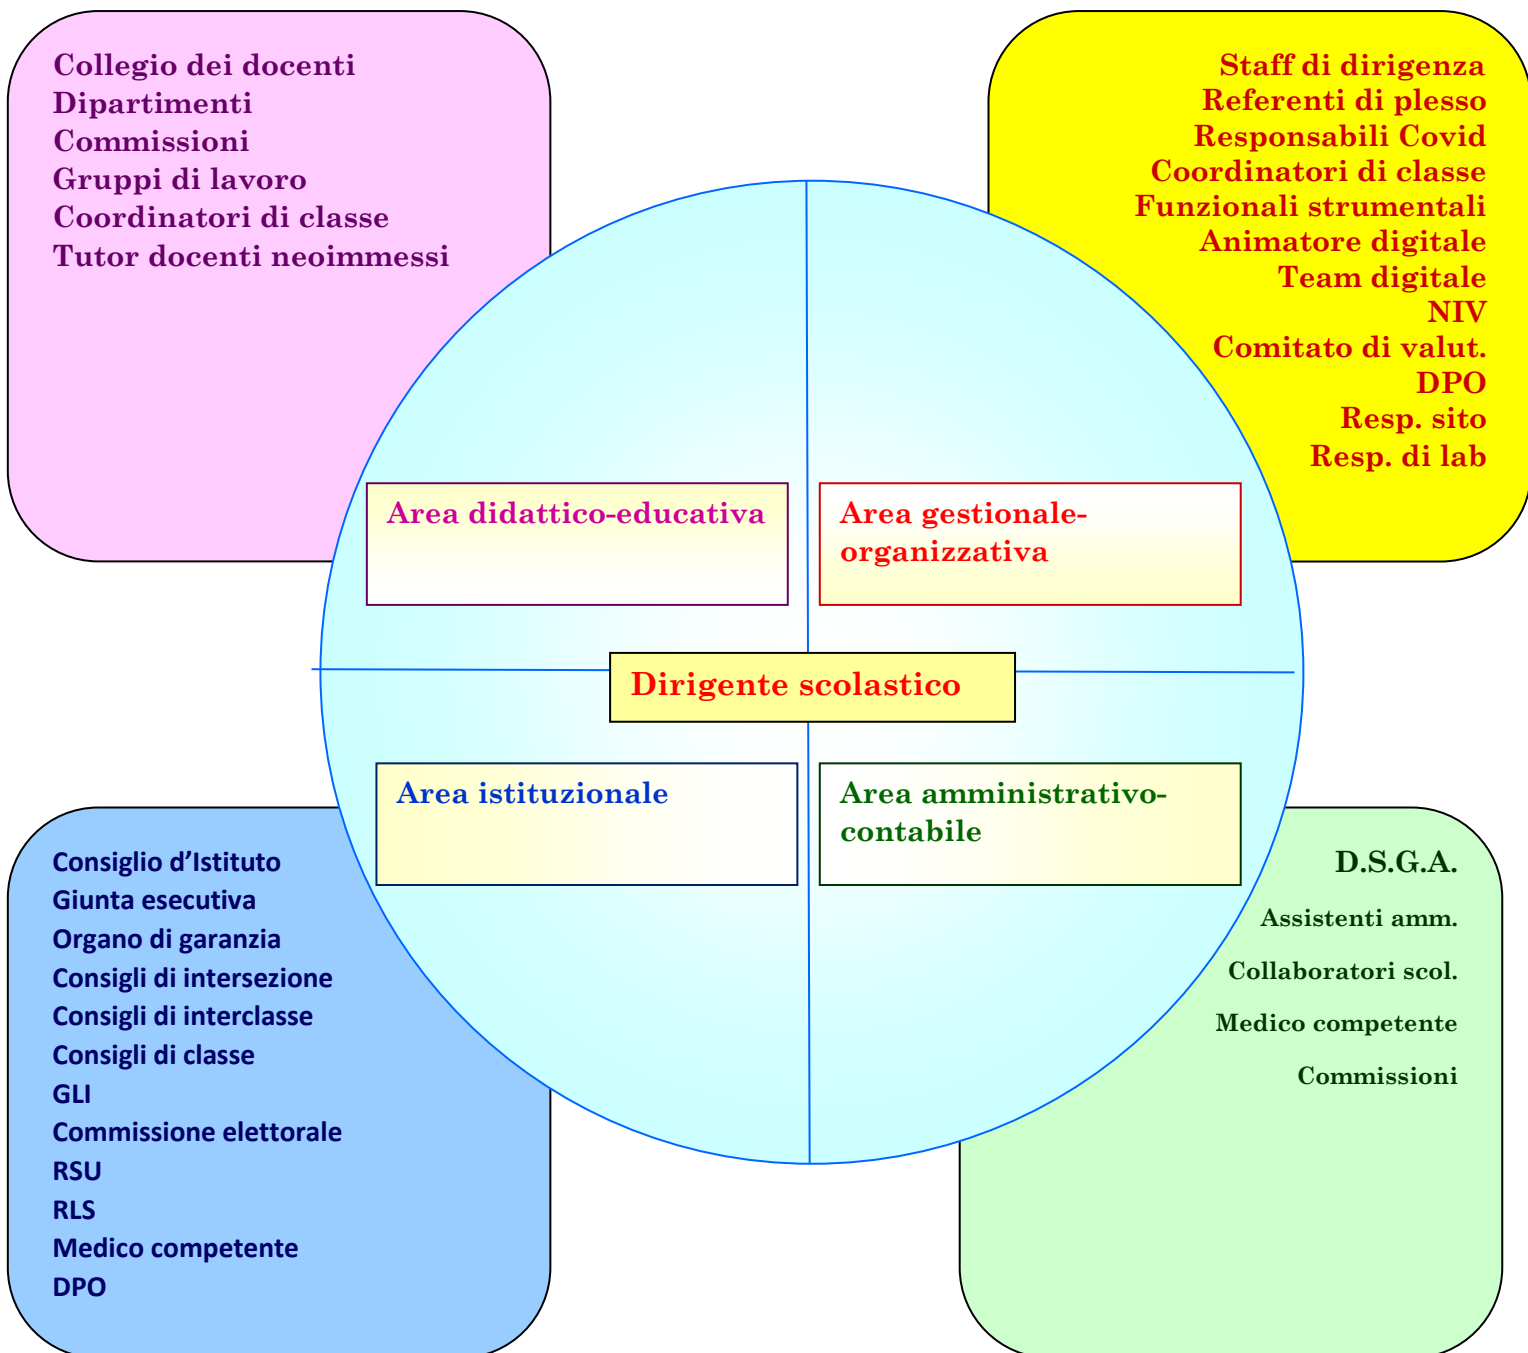 Collegio dei docenti
Dipartimenti
Commissioni
Gruppi di lavoro
Coordinatori di classe
Tutor docenti neoimmessi
Staff di dirigenza
Referenti di plesso
Responsabili Covid
Coordinatori di classe
Funzionali strumentali
Animatore digitale
Team digitale
NIV
Comitato di valut.
DPO
Resp. sito
Resp. di lab
Area didattico-educativa
Area gestionale-
organizzativa
Dirigente scolastico
Area istituzionale
Area amministrativo-
contabile
Consiglio d’Istituto
Giunta esecutiva
Organo di garanzia
Consigli di intersezione
Consigli di interclasse
Consigli di classe
GLI
Commissione elettorale
RSU
RLS
Medico competente
DPO
D.S.G.A.
Assistenti amm.
Collaboratori scol.
Medico competente
Commissioni